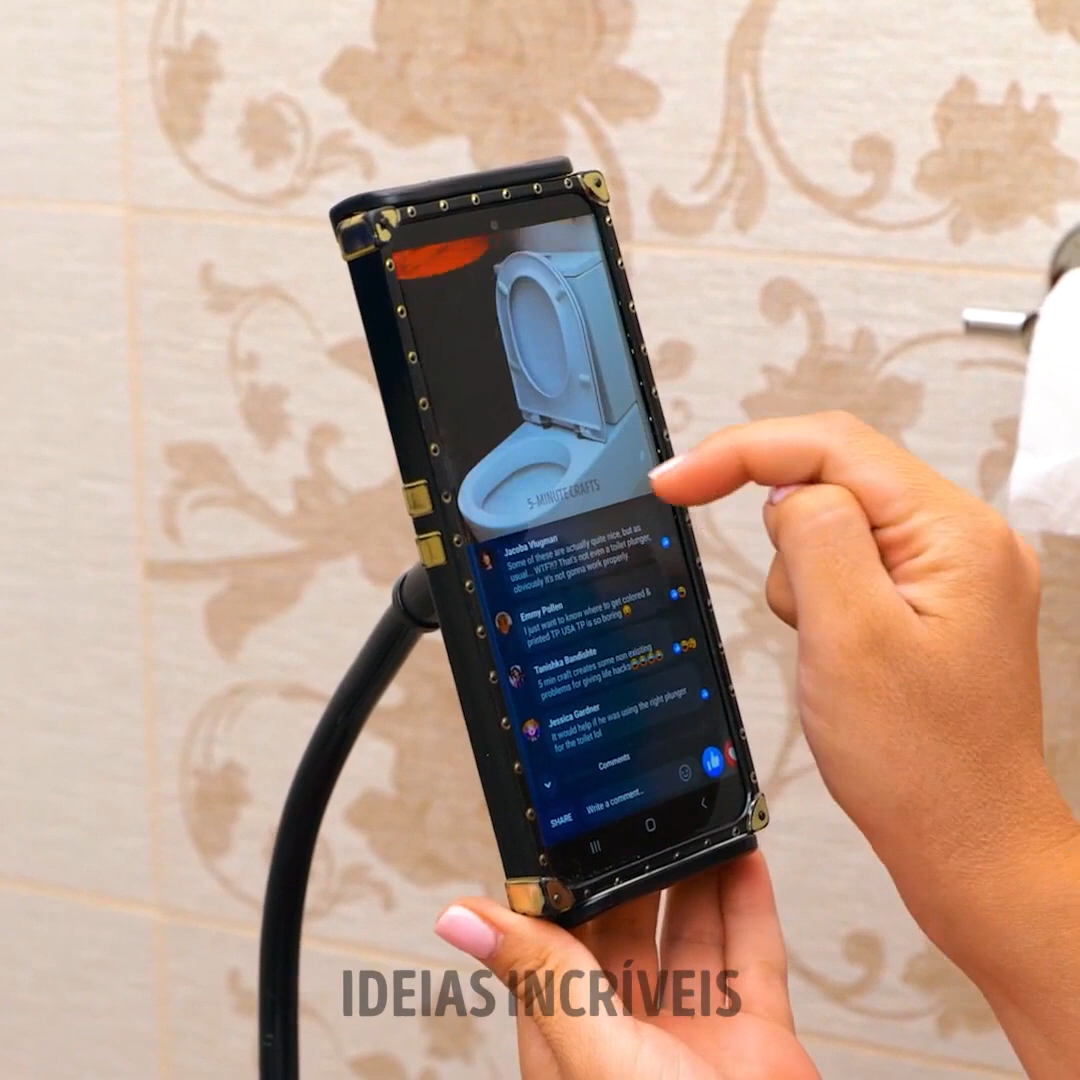 5-MINUTE CRAFTS
Jacoba Vlugman
Some of these are actually quite nice, but as
usual... WTF?!? That's not even a toilet plunger,
obviously it's not gonna work properly.
Emmy Pollen
I just want to know where to get colored &
printed TP USA TP is so boring 😂
Tanishka Bandishte
5 min craft creates some non existing
problems for giving life hacks😂😂😂😂
Jessica Gardner
It would help if he was using the right plunger
for the toilet lol
Comments
SHARE Write a comment...
IDEIAS INCRÍVEIS